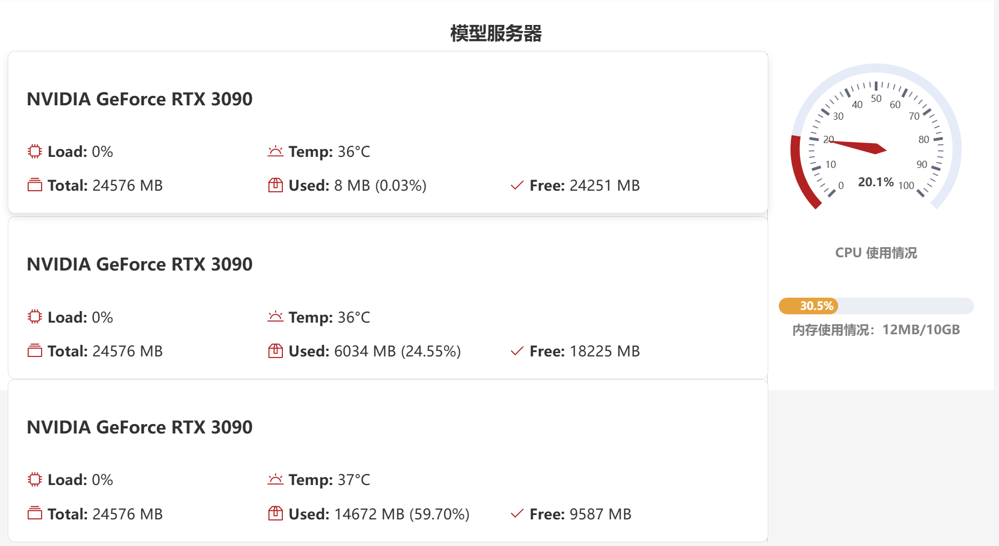 模型服务器
NVIDIA GeForce RTX 3090
Load: 0%
Temp: 36°C
Total: 24576 MB
Used: 8 MB (0.03%)
Free: 24251 MB
NVIDIA GeForce RTX 3090
Load: 0%
Temp: 36°C
Total: 24576 MB
Used: 6034 MB (24.55%)
Free: 18225 MB
NVIDIA GeForce RTX 3090
Load: 0%
Temp: 37°C
Total: 24576 MB
Used: 14672 MB (59.70%)
Free: 9587 MB
0
10
20
30
40
50
60
70
80
90
100
20.1%
CPU 使用情况
30.5%
内存使用情况：12MB/10GB